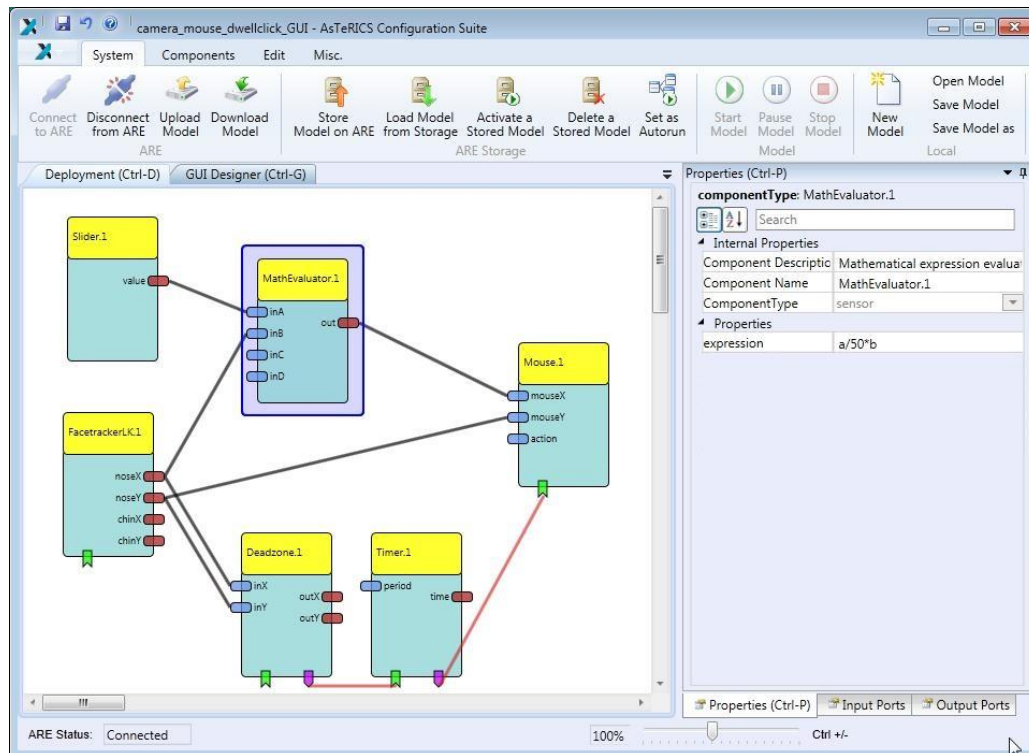 camera_mouse_dwellclick_GUI - AsTeRICS Configuration Suite
System Components Edit Misc.
Connect to ARE
Disconnect from ARE
Upload Model
Download Model
Store Model on ARE
Load Model from Storage
Activate a Stored Model
Delete a Stored Model
Set as Autorun
Start Model
Pause Model
Stop Model
New Model
Open Model
Save Model
Save Model as
ARE
ARE Storage
Model
Local
Deployment (Ctrl-D) GUI Designer (Ctrl-G)
Properties (Ctrl-P)
componentType: MathEvaluator.1
Search
Internal Properties
Component Descriptio Mathematical expression evaluat
Component Name MathEvaluator.1
ComponentType sensor
Properties
expression a/50*b
Slider.1
value
MathEvaluator.1
inA
out
inB
inC
inD
Mouse.1
mouseX
mouseY
action
FacetrackerLK.1
noseX
noseY
chinX
chinY
Deadzone.1
inX
outX
inY
outY
Timer.1
period
time
Properties (Ctrl-P) Input Ports Output Ports
ARE Status: Connected 100% Ctrl +/-